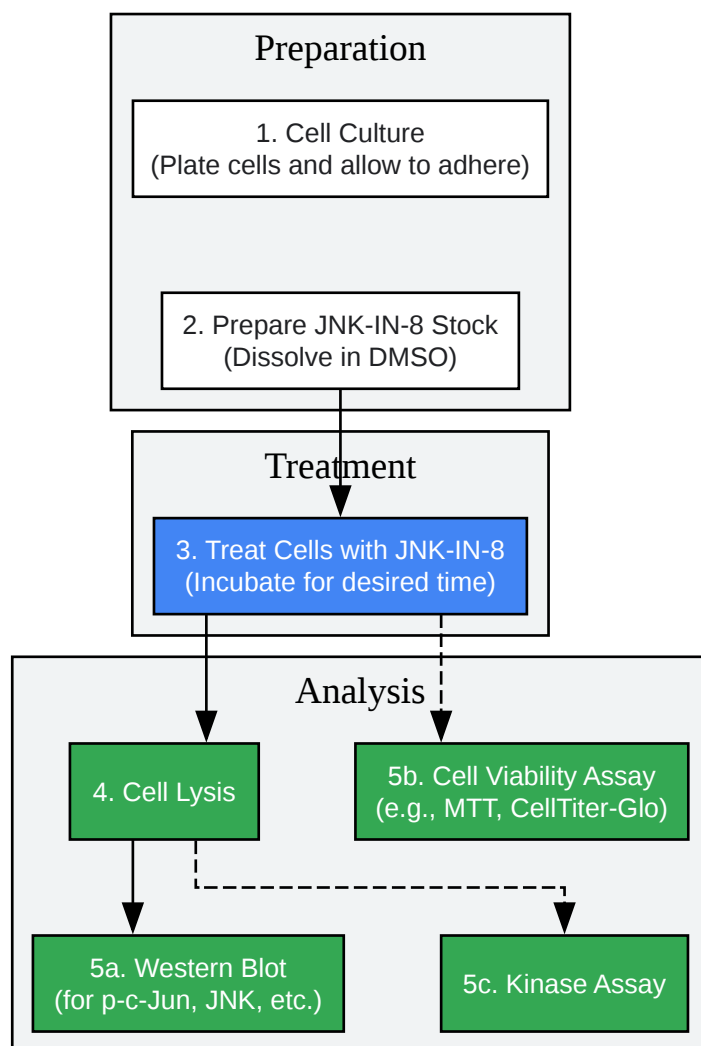 Preparation
1. Cell Culture
(Plate cells and allow to adhere)
2. Prepare JNK-IN-8 Stock
(Dissolve in DMSO)
Treatment
3. Treat Cells with JNK-IN-8
(Incubate for desired time)
Analysis
4. Cell Lysis
5b. Cell Viability Assay
(e.g., MTT, CellTiter-Glo)
5a. Western Blot
(for p-c-Jun, JNK, etc.)
5c. Kinase Assay